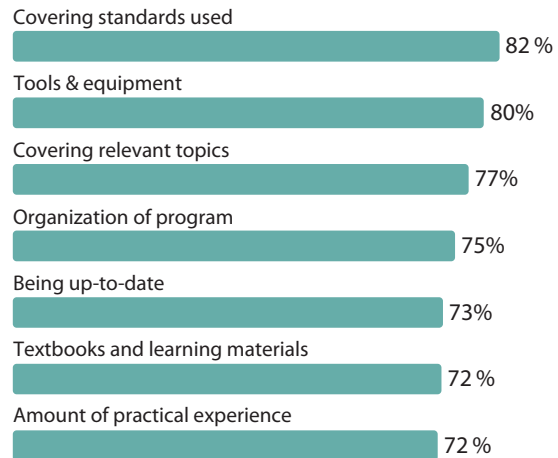 Covering standards used
82 %
Tools & equipment
80%
Covering relevant topics
77%
Organization of program
75%
Being up-to-date
73%
Textbooks and learning materials
72 %
Amount of practical experience
72 %